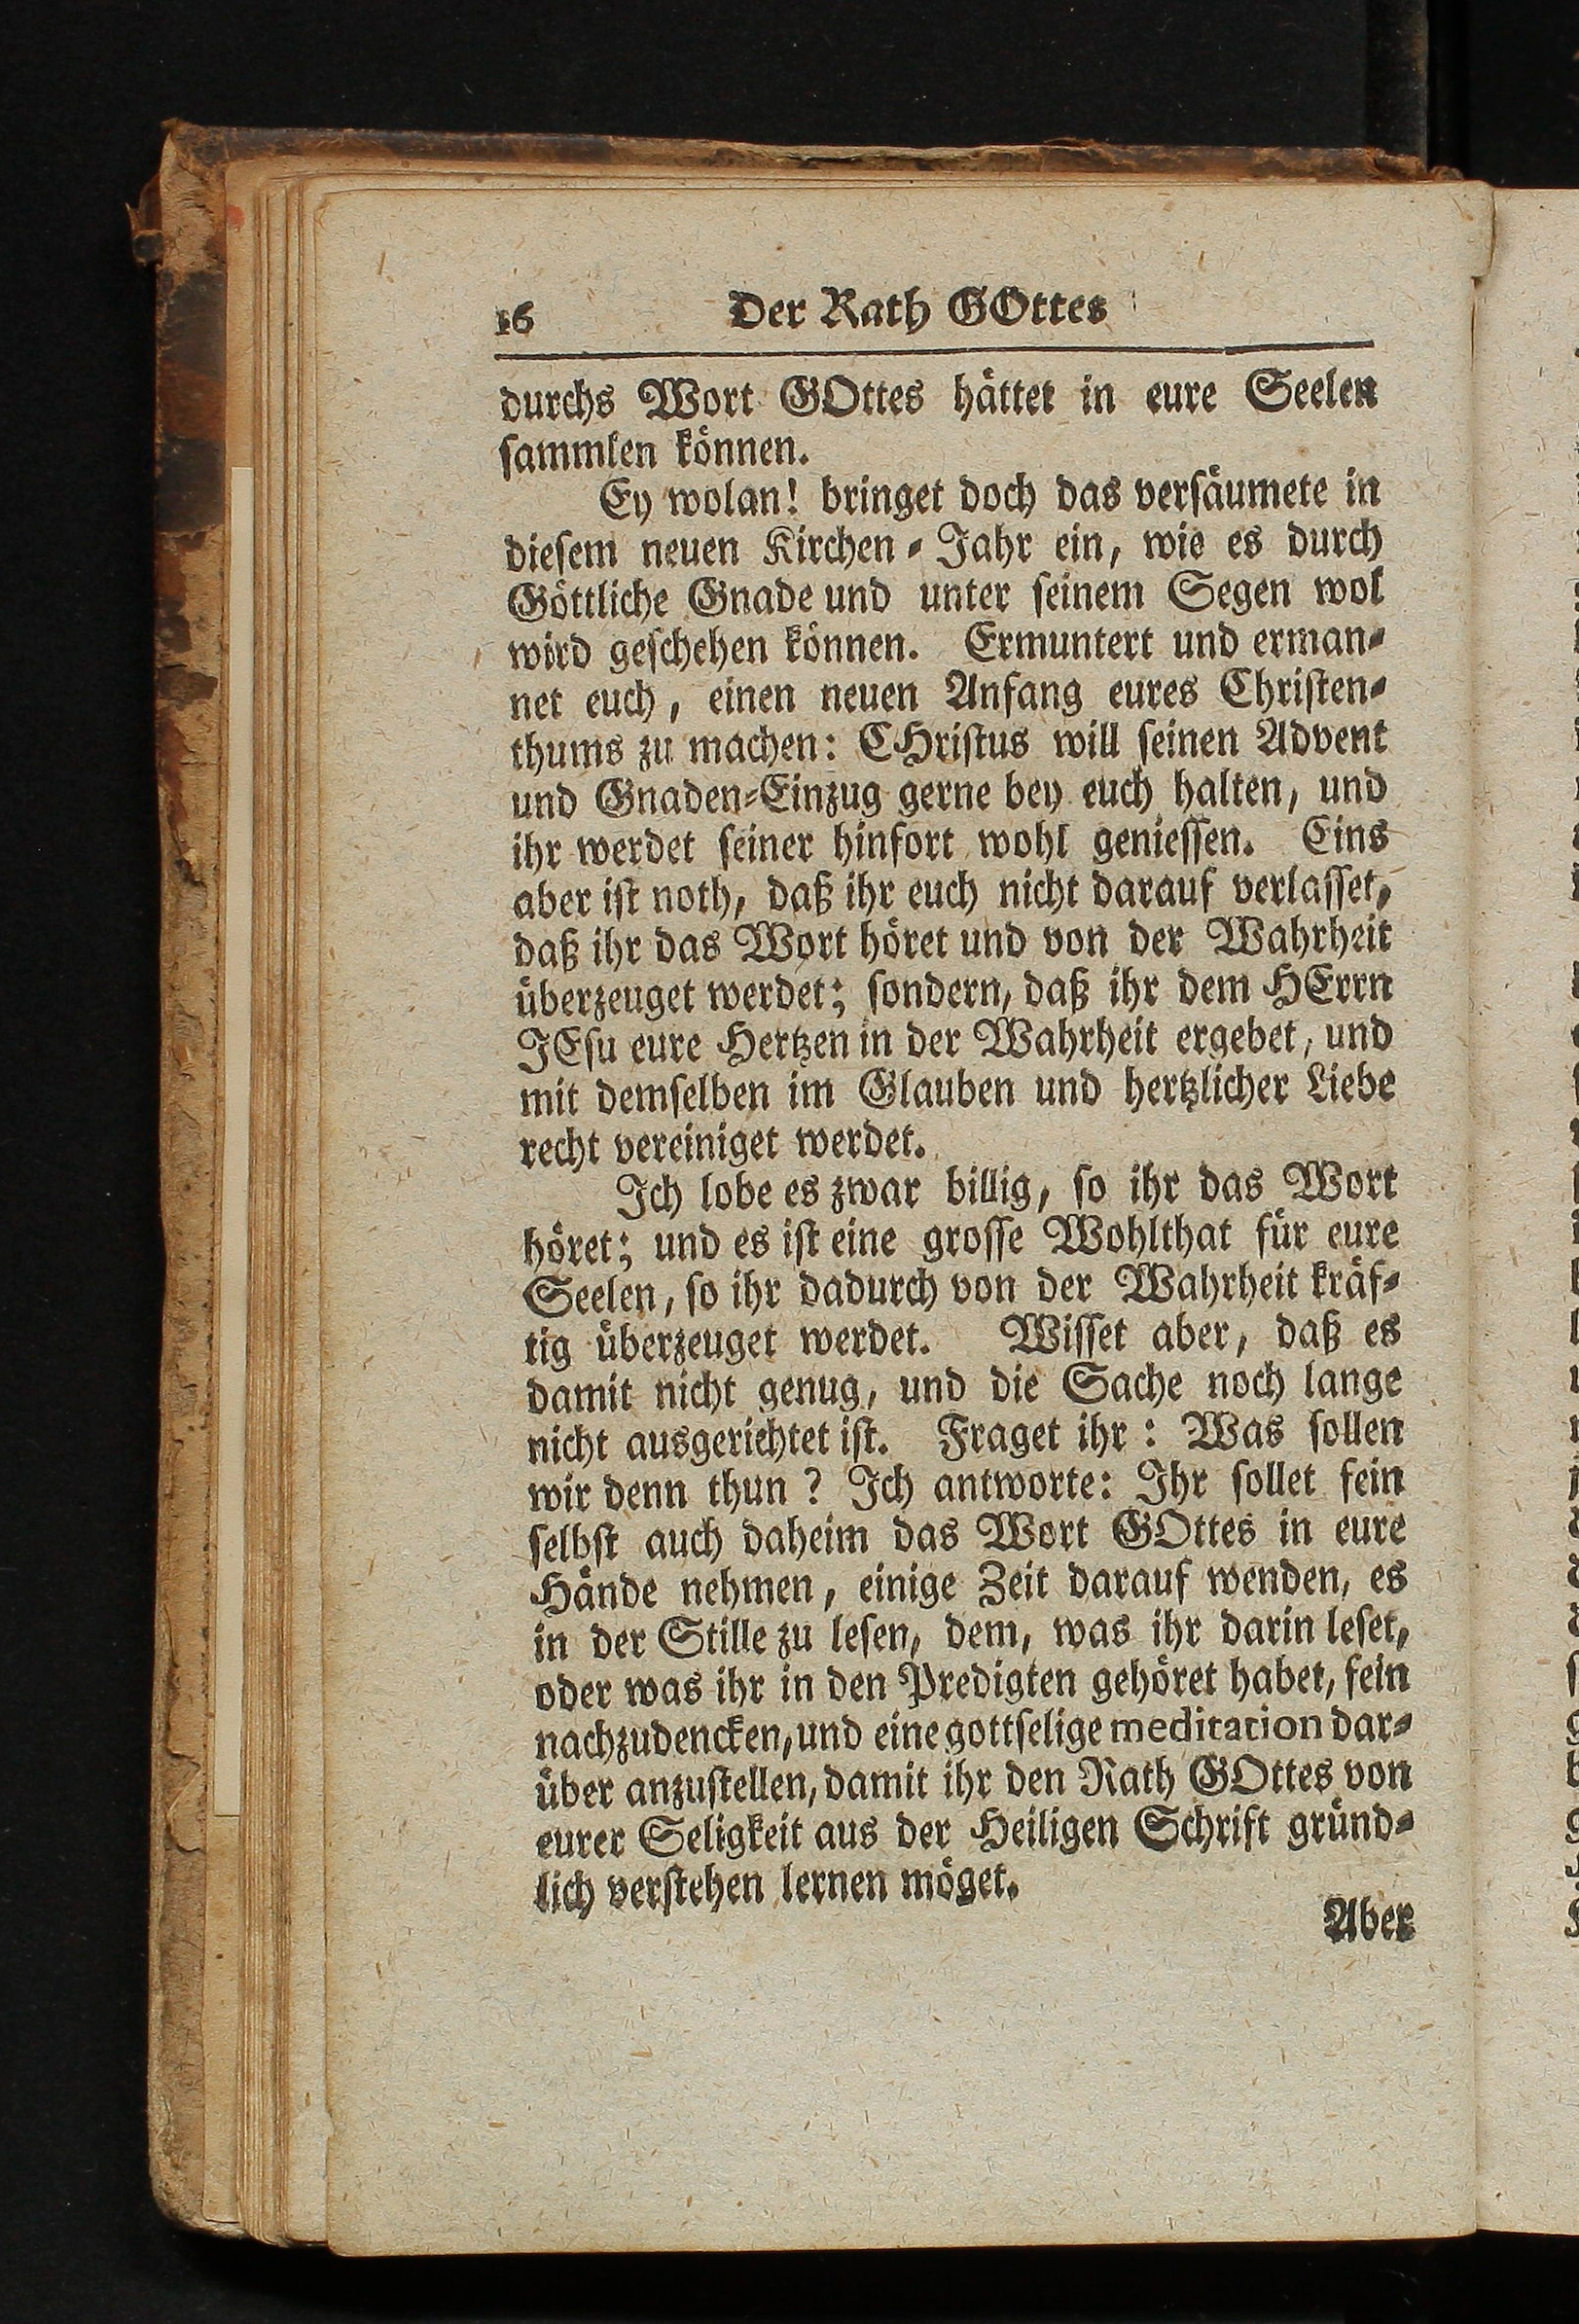 16 Der Rath GOttes
durchs Wort GOttes hättet in eure Seelen
sammlen können.
Ey wolan! bringet doch das versäumete in
diesem neuen Kirchen-Jahr ein, wie es durch
Göttliche Gnade und unter seinem Segen wol
wird geschehen können. Ermuntert und erman-
net euch, einen neuen Anfang eures Christen-
thums zu machen: CHristus will seinen Advent
und Gnaden-Einzug gerne bey euch halten, und
ihr werdet seiner hinfort wohl geniessen. Eins
aber ist noth, daß ihr euch nicht darauf verlasset,
daß ihr das Wort höret und von der Wahrheit
überzeuget werdet; sondern, daß ihr dem HErrn
JEsu eure Hertzen in der Wahrheit ergebet, und
mit demselben im Glauben und hertzlicher Liebe
recht vereiniget werdet.
Ich lobe es zwar billig, so ihr das Wort
höret; und es ist eine grosse Wohlthat für eure
Seelen, so ihr dadurch von der Wahrheit kräf-
tig überzeuget werdet. Wisset aber, daß es
damit nicht genug, und die Sache noch lange
nicht ausgerichtet ist. Fraget ihr: Was sollen
wir denn thun? Ich antworte: Ihr sollet fein
selbst auch daheim das Wort GOttes in eure
Hände nehmen, einige Zeit darauf wenden, es
in der Stille zu lesen, dem, was ihr darin leset,
oder was ihr in den Predigten gehöret habet, fein
nachzudencken, und eine gottselige meditation dar-
über anzustellen, damit ihr den Rath GOttes von
eurer Seligkeit aus der Heiligen Schrift gründ-
lich verstehen lernen möget.
Aber